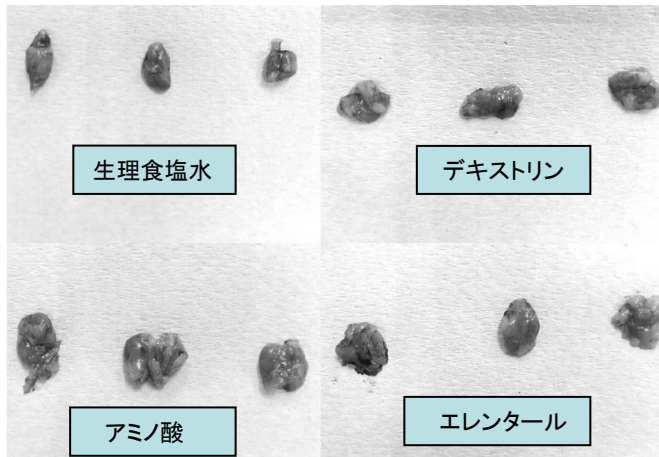 生理食塩水
デキストリン
アミノ酸
エレンタール